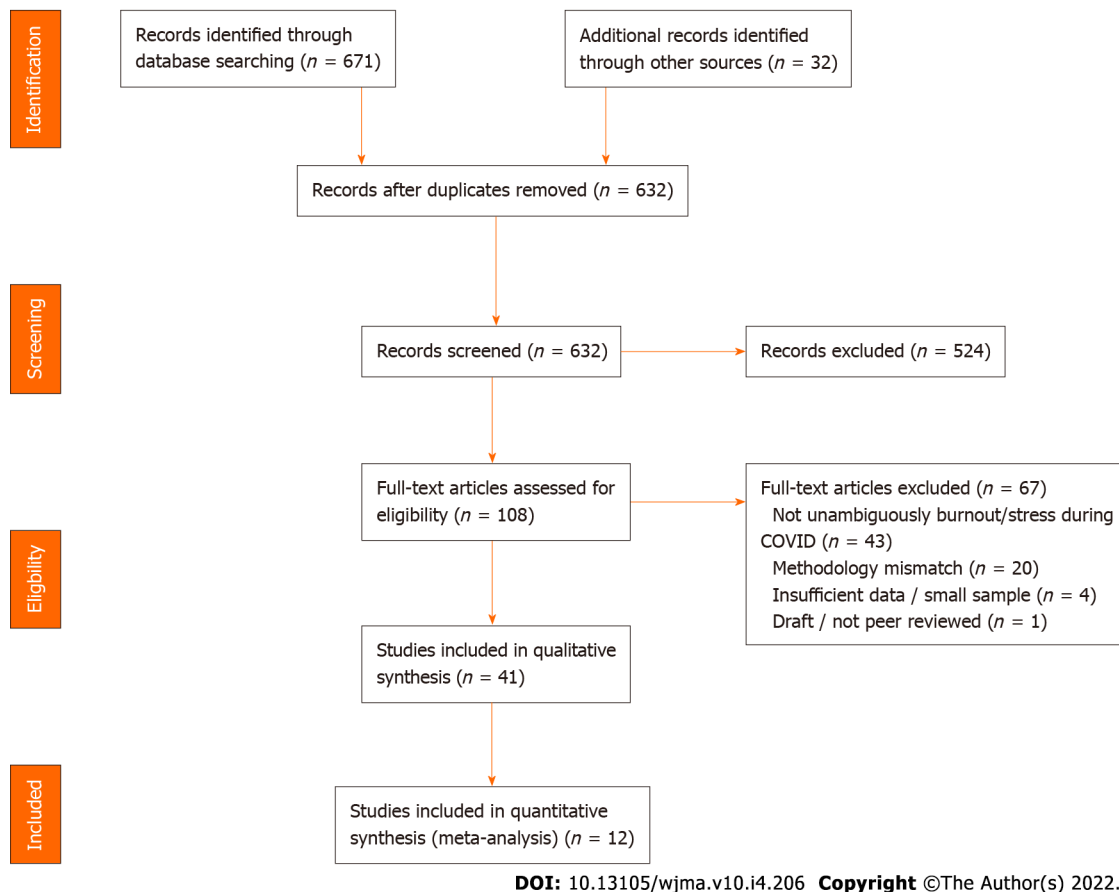 Identification
Records identified through
database searching (n = 671)
Additional records identified
through other sources (n = 32)
Records after duplicates removed (n = 632)
Screening
Records screened (n = 632)
Records excluded (n = 524)
Eligbility
Full-text articles assessed for
eligibility (n = 108)
Full-text articles excluded (n = 67)
Not unambiguously burnout/stress during
COVID (n = 43)
Methodology mismatch (n = 20)
Insufficient data / small sample (n = 4)
Draft / not peer reviewed (n = 1)
Studies included in qualitative
synthesis (n = 41)
Included
Studies included in quantitative
synthesis (meta-analysis) (n = 12)
DOI: 10.13105/wjma.v10.i4.206 Copyright ©The Author(s) 2022.